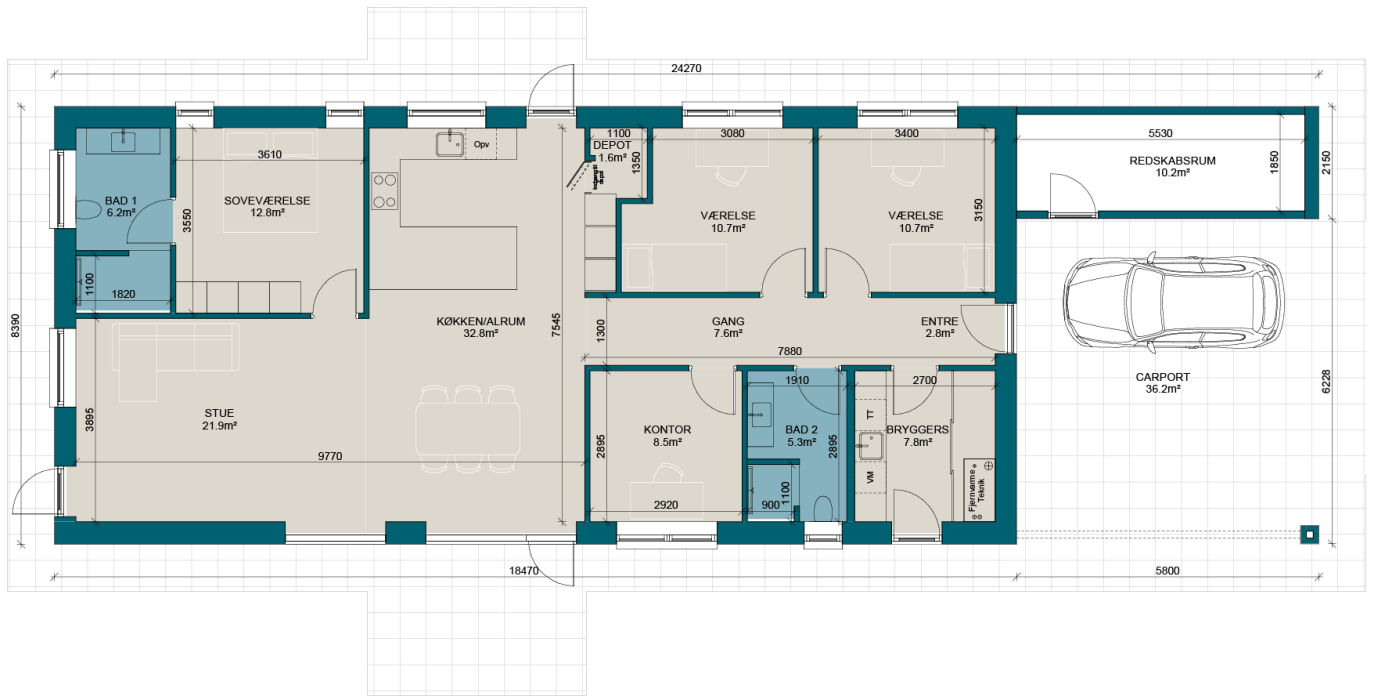 24270
1100
3080
3400
5530
Opv
DEPOT
1.6m²
1350
Indgang til
depot
3610
BAD 1
6.2m²
SOVEVÆRELSE
12.8m²
3550
VÆRELSE
10.7m²
VÆRELSE
10.7m²
3150
REDSKABSRUM
10.2m²
1850
2150
1100
1820
8390
KØKKEN/ALRUM
32.8m²
7545
1300
GANG
7.6m²
ENTRE
2.8m²
7880
CARPORT
36.2m²
6228
STUE
21.9m²
3895
9770
KONTOR
8.5m²
2895
2920
1910
BAD 2
5.3m²
2895
1100
900
2700
TT
BRYGGERS
7.8m²
VM
Fjernvarme
Teknik
18470
5800